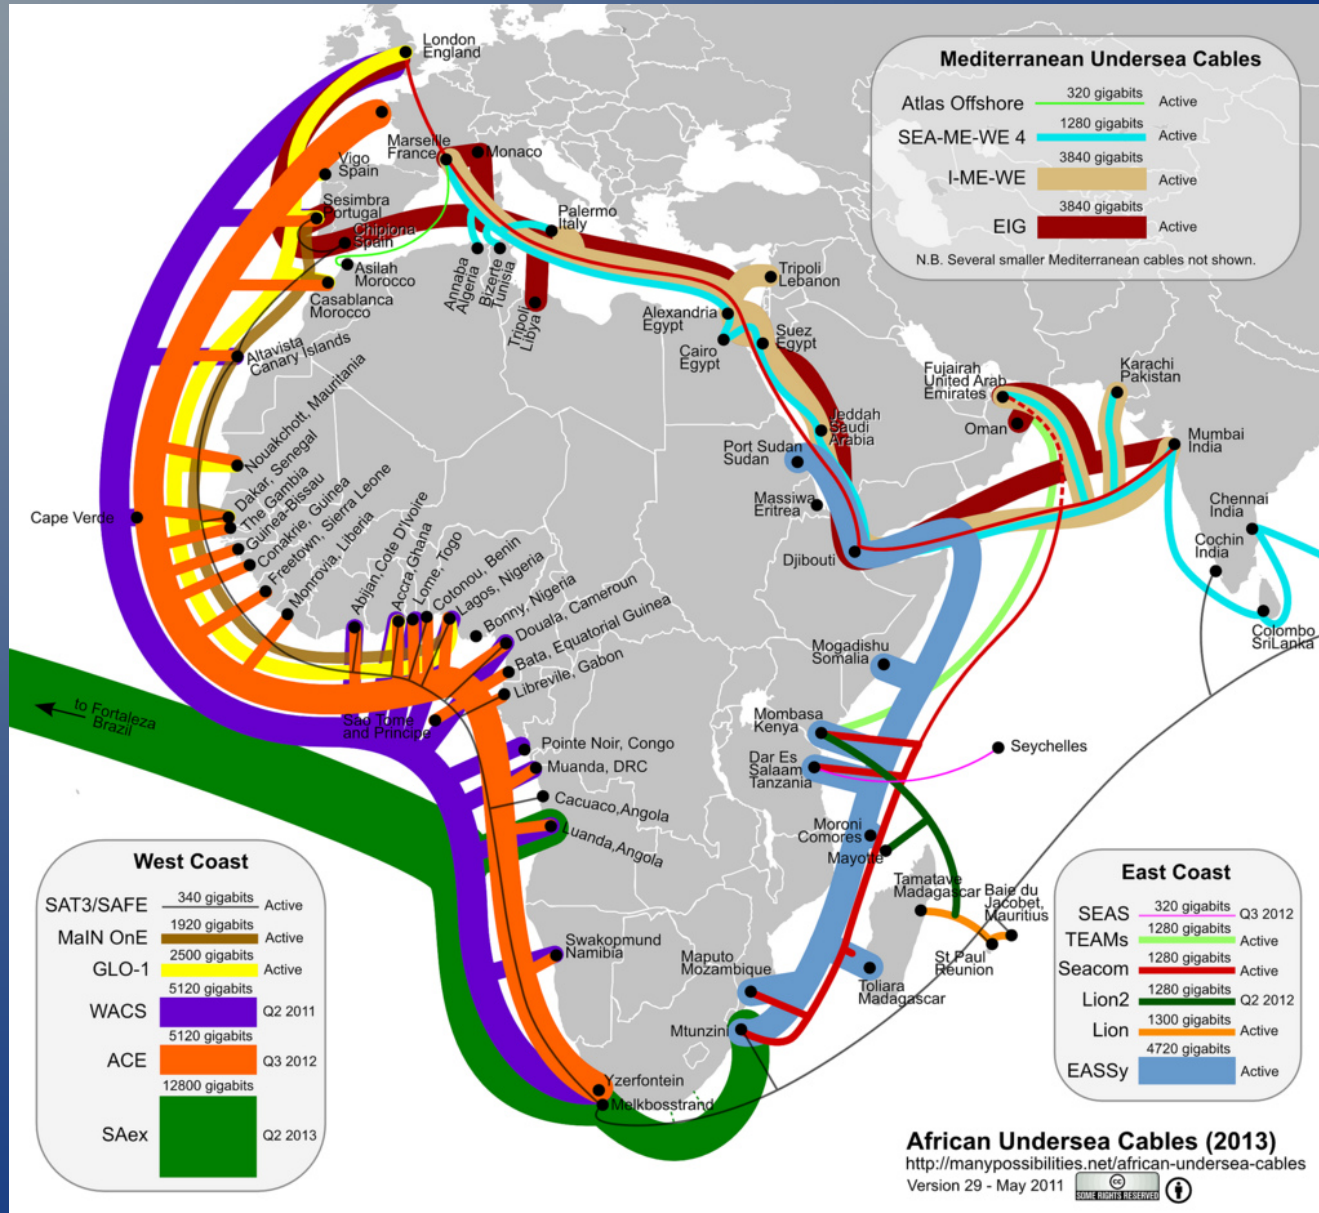 London
England
Marseille
France
Monaco
Vigo
Spain
Sesimbra
Portugal
Chipiona
Spain
Asilah
Morocco
Casablanca
Morocco
Palermo
Italy
Annaba
Algeria
Bizerte
Tunisia
Tripoli
Libya
Tripoli
Lebanon
Alexandria
Egypt
Cairo
Egypt
Suez
Egypt
Altavista
Canary Islands
Nouakchott, Mauritania
Dakar, Senegal
The Gambia
Guinea-Bissau
Conakrie, Guinea
Freetown, Sierra Leone
Monrovia, Liberia
Cape Verde
Abijan,Cote D'Ivoire
Accra,Ghana
Lome, Togo
Cotonou, Benin
Lagos, Nigeria
Bonny, Nigeria
Douala, Cameroun
Bata, Equatorial Guinea
Librevile, Gabon
Sao Tome
and Principe
Pointe Noir, Congo
Muanda, DRC
Cacuaco,Angola
Luanda,Angola
Swakopmund
Namibia
Yzerfontein
Melkbosstrand
to Fortaleza
Brazil
Jeddah
Saudi
Arabia
Port Sudan
Sudan
Massiwa
Eritrea
Djibouti
Fujairah
United Arab
Emirates
Oman
Karachi
Pakistan
Mumbai
India
Chennai
India
Cochin
India
Colombo
SriLanka
Mogadishu
Somalia
Mombasa
Kenya
Dar Es
Salaam
Tanzania
Seychelles
Moroni
Comores
Mayotte
Tamatave
Madagascar
Baie du
Jacobet,
Mauritius
St Paul
Reunion
Toliara
Madagascar
Maputo
Mozambique
Mtunzini
Mediterranean Undersea Cables
Atlas Offshore 320 gigabits Active
SEA-ME-WE 4 1280 gigabits Active
I-ME-WE 3840 gigabits Active
EIG 3840 gigabits Active
N.B. Several smaller Mediterranean cables not shown.
West Coast
SAT3/SAFE 340 gigabits Active
MaIN OnE 1920 gigabits Active
GLO-1 2500 gigabits Active
WACS 5120 gigabits Q2 2011
ACE 5120 gigabits Q3 2012
SAex 12800 gigabits Q2 2013
East Coast
SEAS 320 gigabits Q3 2012
TEAMs 1280 gigabits Active
Seacom 1280 gigabits Active
Lion2 1280 gigabits Q2 2012
Lion 1300 gigabits Active
EASSy 4720 gigabits Active
African Undersea Cables (2013)
http://manypossibilities.net/african-undersea-cables
Version 29 - May 2011
cc
SOME RIGHTS RESERVED